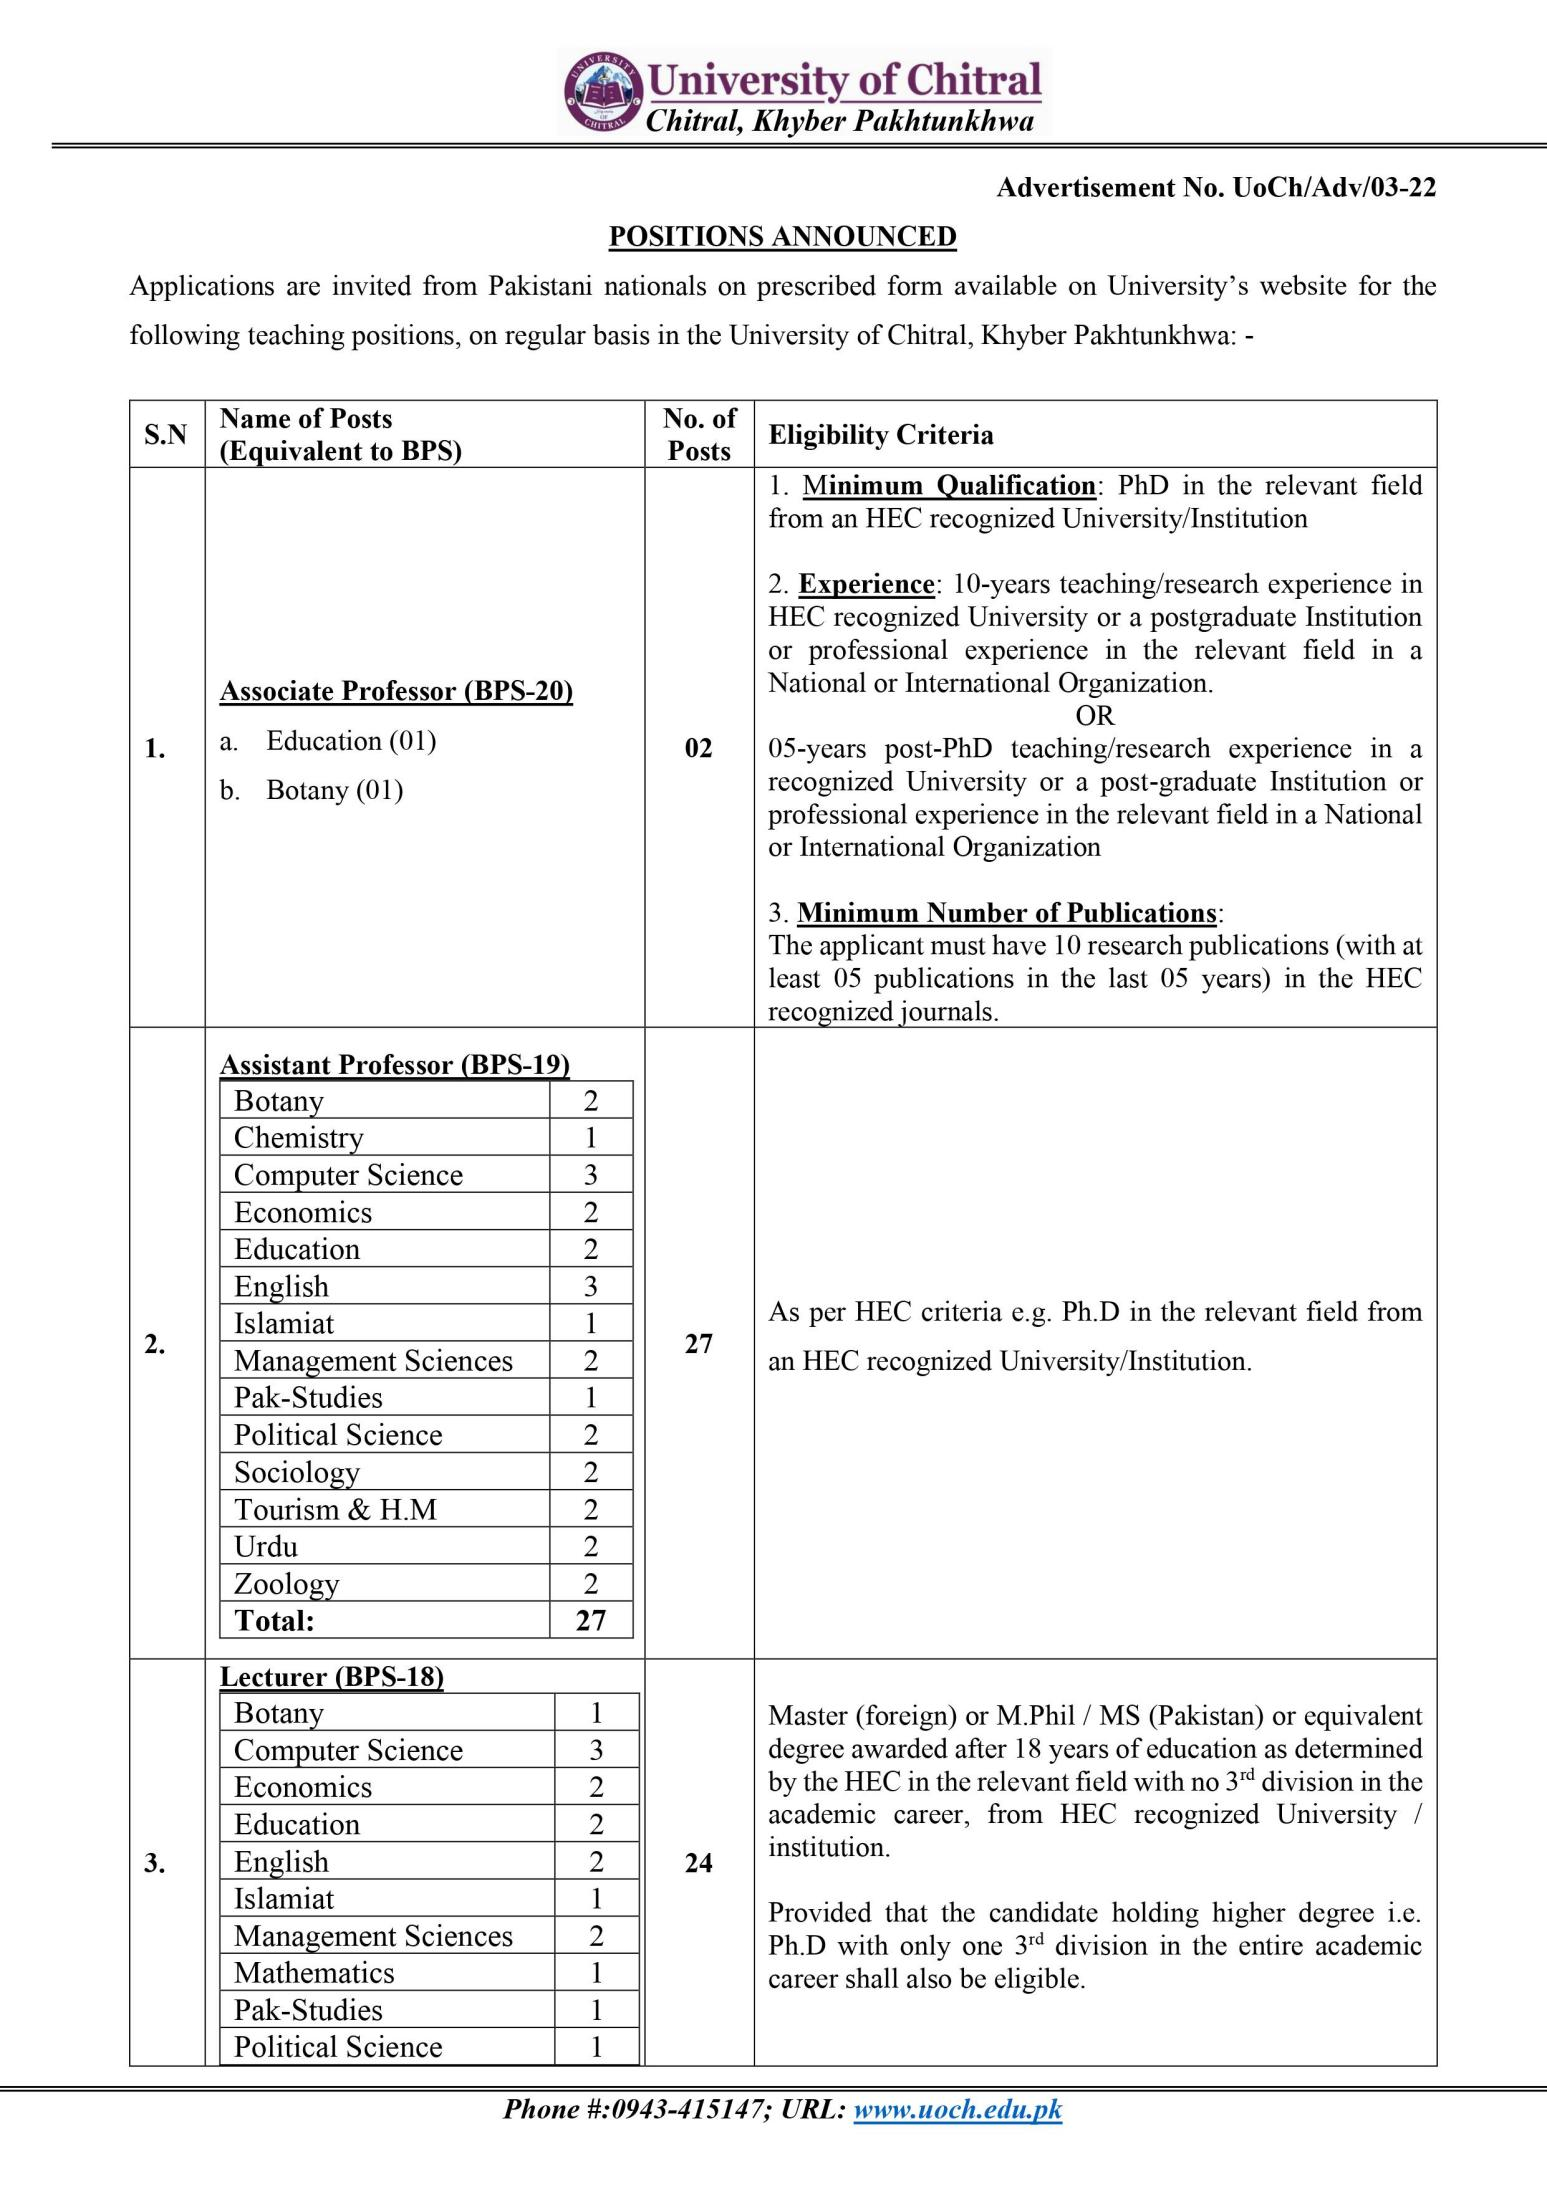 UNIVERSITY
OF
CHITRAL
University of Chitral
Chitral, Khyber Pakhtunkhwa
Advertisement No. UoCh/Adv/03-22
POSITIONS ANNOUNCED
Applications are invited from Pakistani nationals on prescribed form available on University’s website for the
following teaching positions, on regular basis in the University of Chitral, Khyber Pakhtunkhwa: -
S.N
Name of Posts
(Equivalent to BPS)
No. of
Posts
Eligibility Criteria
1.
Associate Professor (BPS-20)
a. Education (01)
b. Botany (01)
02
1. Minimum Qualification: PhD in the relevant field
from an HEC recognized University/Institution
2. Experience: 10-years teaching/research experience in
HEC recognized University or a postgraduate Institution
or professional experience in the relevant field in a
National or International Organization.
OR
05-years post-PhD teaching/research experience in a
recognized University or a post-graduate Institution or
professional experience in the relevant field in a National
or International Organization
3. Minimum Number of Publications:
The applicant must have 10 research publications (with at
least 05 publications in the last 05 years) in the HEC
recognized journals.
2.
Assistant Professor (BPS-19)
Botany 2
Chemistry 1
Computer Science 3
Economics 2
Education 2
English 3
Islamiat 1
Management Sciences 2
Pak-Studies 1
Political Science 2
Sociology 2
Tourism & H.M 2
Urdu 2
Zoology 2
Total: 27
27
As per HEC criteria e.g. Ph.D in the relevant field from
an HEC recognized University/Institution.
3.
Lecturer (BPS-18)
Botany 1
Computer Science 3
Economics 2
Education 2
English 2
Islamiat 1
Management Sciences 2
Mathematics 1
Pak-Studies 1
Political Science 1
24
Master (foreign) or M.Phil / MS (Pakistan) or equivalent
degree awarded after 18 years of education as determined
by the HEC in the relevant field with no 3rd division in the
academic career, from HEC recognized University /
institution.
Provided that the candidate holding higher degree i.e.
Ph.D with only one 3rd division in the entire academic
career shall also be eligible.
Phone #:0943-415147; URL: www.uoch.edu.pk